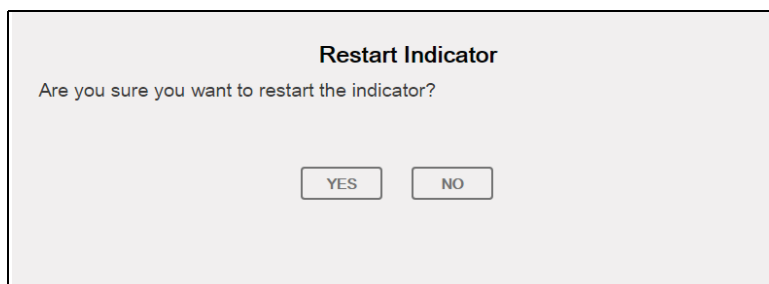 Restart Indicator
Are you sure you want to restart the indicator?
YES NO